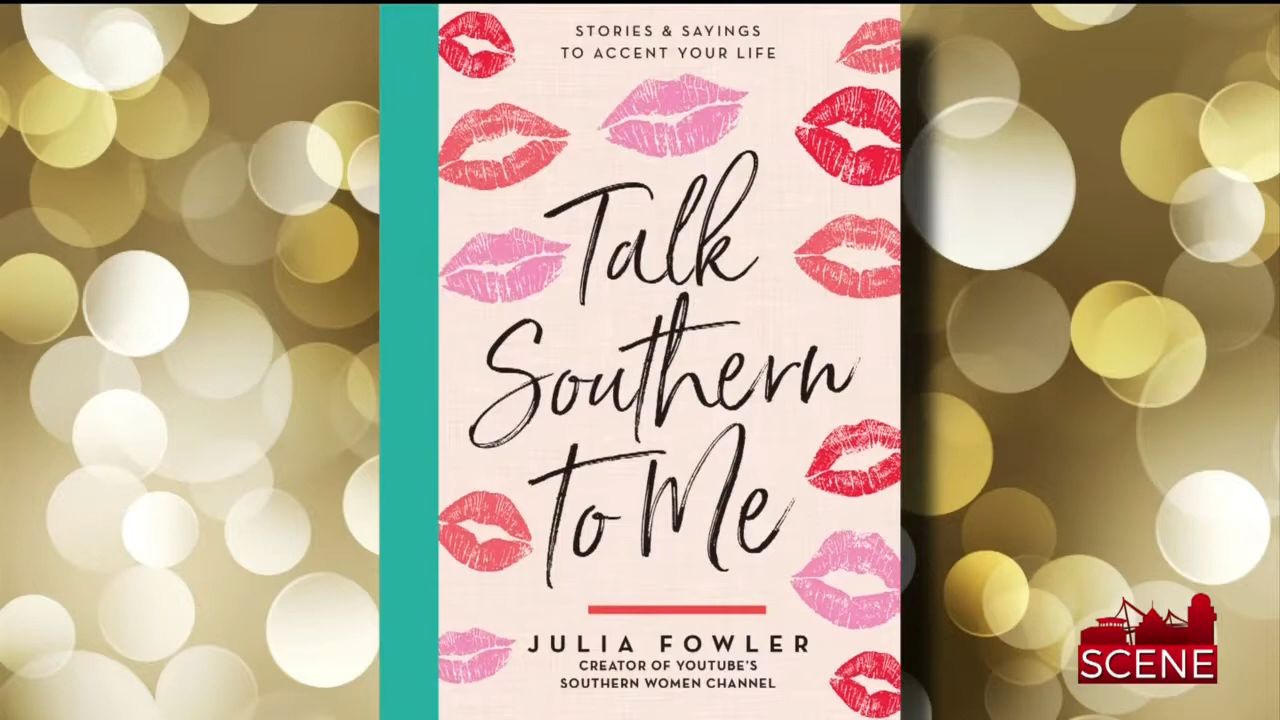 STORIES & SAYINGS
TO ACCENT YOUR LIFE
Talk
Southern
to Me
JULIA FOWLER
CREATOR OF YOUTUBE'S
SOUTHERN WOMEN CHANNEL
SCENE